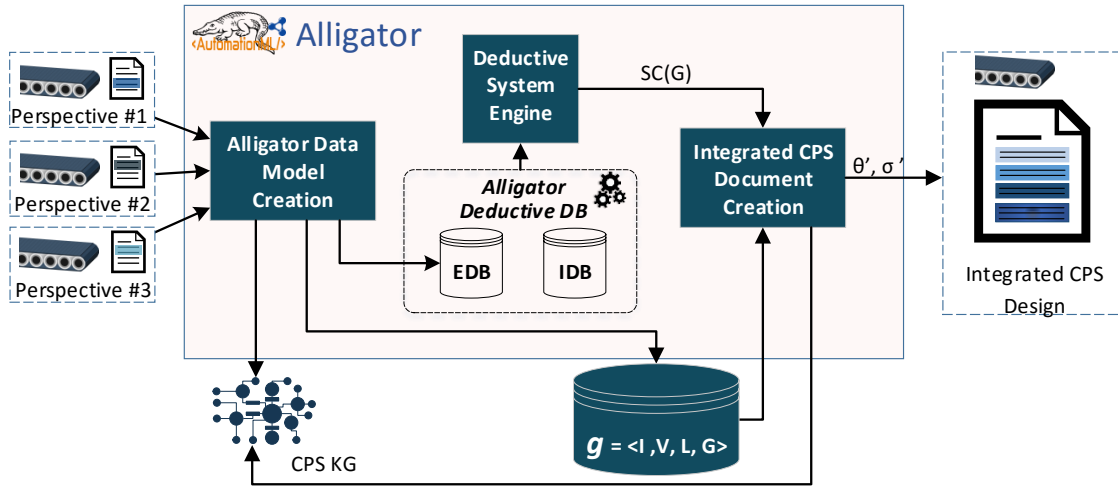 <AutomationML/>
Alligator
Perspective #1
Perspective #2
Perspective #3
Alligator Data
Model
Creation
Deductive
System
Engine
SC(G)
Alligator
Deductive DB
EDB
IDB
Integrated CPS
Document
Creation
θ’, σ’
Integrated CPS
Design
CPS KG
g = <I ,V, L, G>